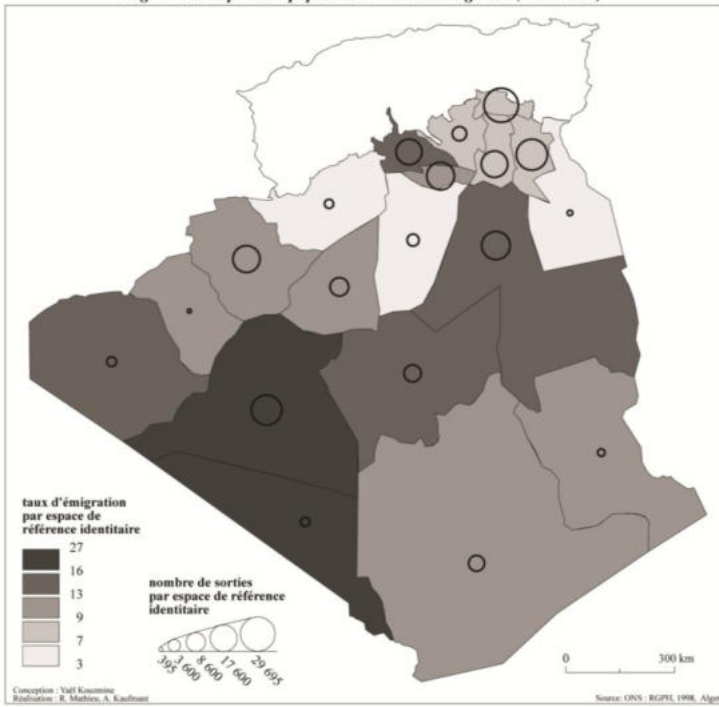 taux d'émigration
par espace de
référence identitaire
27
16
13
9
7
3
nombre de sorties
par espace de référence
identitaire
395
3 600
8 600
17 600
29 695
0 300 km
Conception : Yaël Kouzmine
Réalisation : R. Mathieu, A. Kaufmant
Source: ONS : RGPH, 1998, Alger